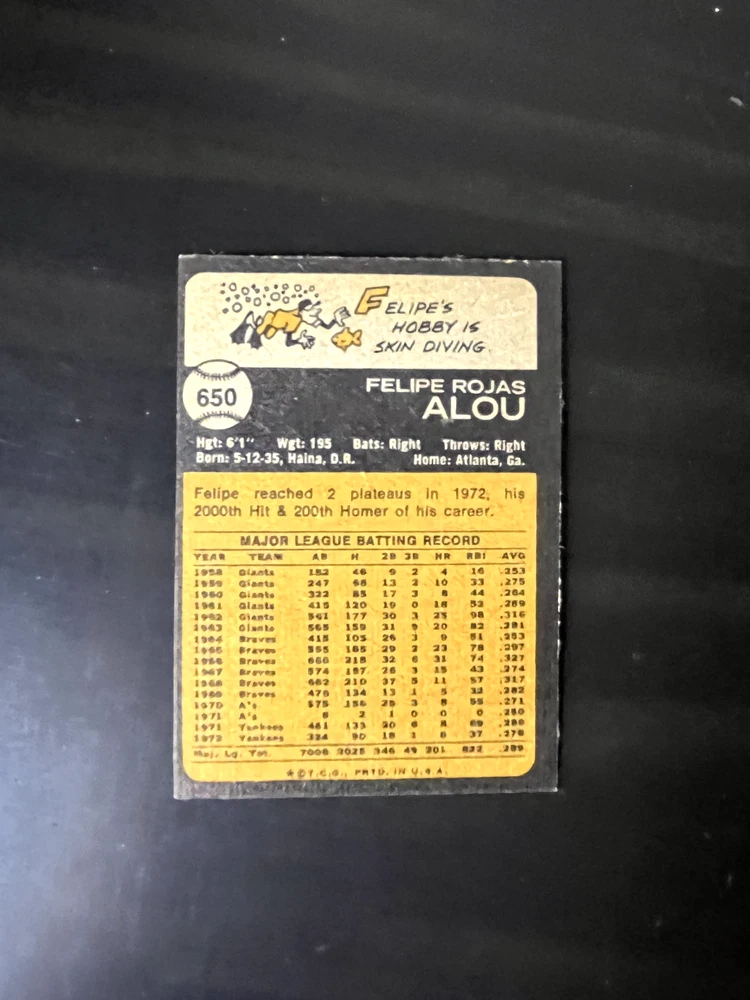 FELIPE'S
HOBBY IS
SKIN DIVING.
650
FELIPE ROJAS
ALOU
Hgt: 6'1" Wgt: 195 Bats: Right Throws: Right
Born: 5-12-35, Haina, D.R. Home: Atlanta, Ga.
Felipe reached 2 plateaus in 1972, his
2000th Hit & 200th Homer of his career.
MAJOR LEAGUE BATTING RECORD
YEAR TEAM AB H 2B 3B HR RBI AVG
1958 Giants 182 46 9 2 4 16 .253
1959 Giants 247 68 13 2 10 33 .275
1960 Giants 322 85 17 3 8 44 .264
1961 Giants 415 120 19 0 18 52 .289
1962 Giants 561 177 30 3 25 98 .316
1963 Giants 565 159 31 9 20 82 .281
1964 Braves 415 105 26 3 9 51 .253
1965 Braves 555 165 29 2 23 78 .297
1966 Braves 666 218 32 6 31 74 .327
1967 Braves 574 157 26 3 15 43 .274
1968 Braves 662 210 37 5 11 57 .317
1969 Braves 476 134 13 1 5 32 .282
1970 A's 575 156 25 3 8 55 .271
1971 A's 8 2 1 0 0 0 .250
1971 Yankees 461 133 20 6 8 69 .289
1972 Yankees 324 90 18 1 6 37 .278
Maj. Lg. Tot. 7008 2025 346 49 201 822 .289
*©T.C.G., PRTD. IN U.S.A.